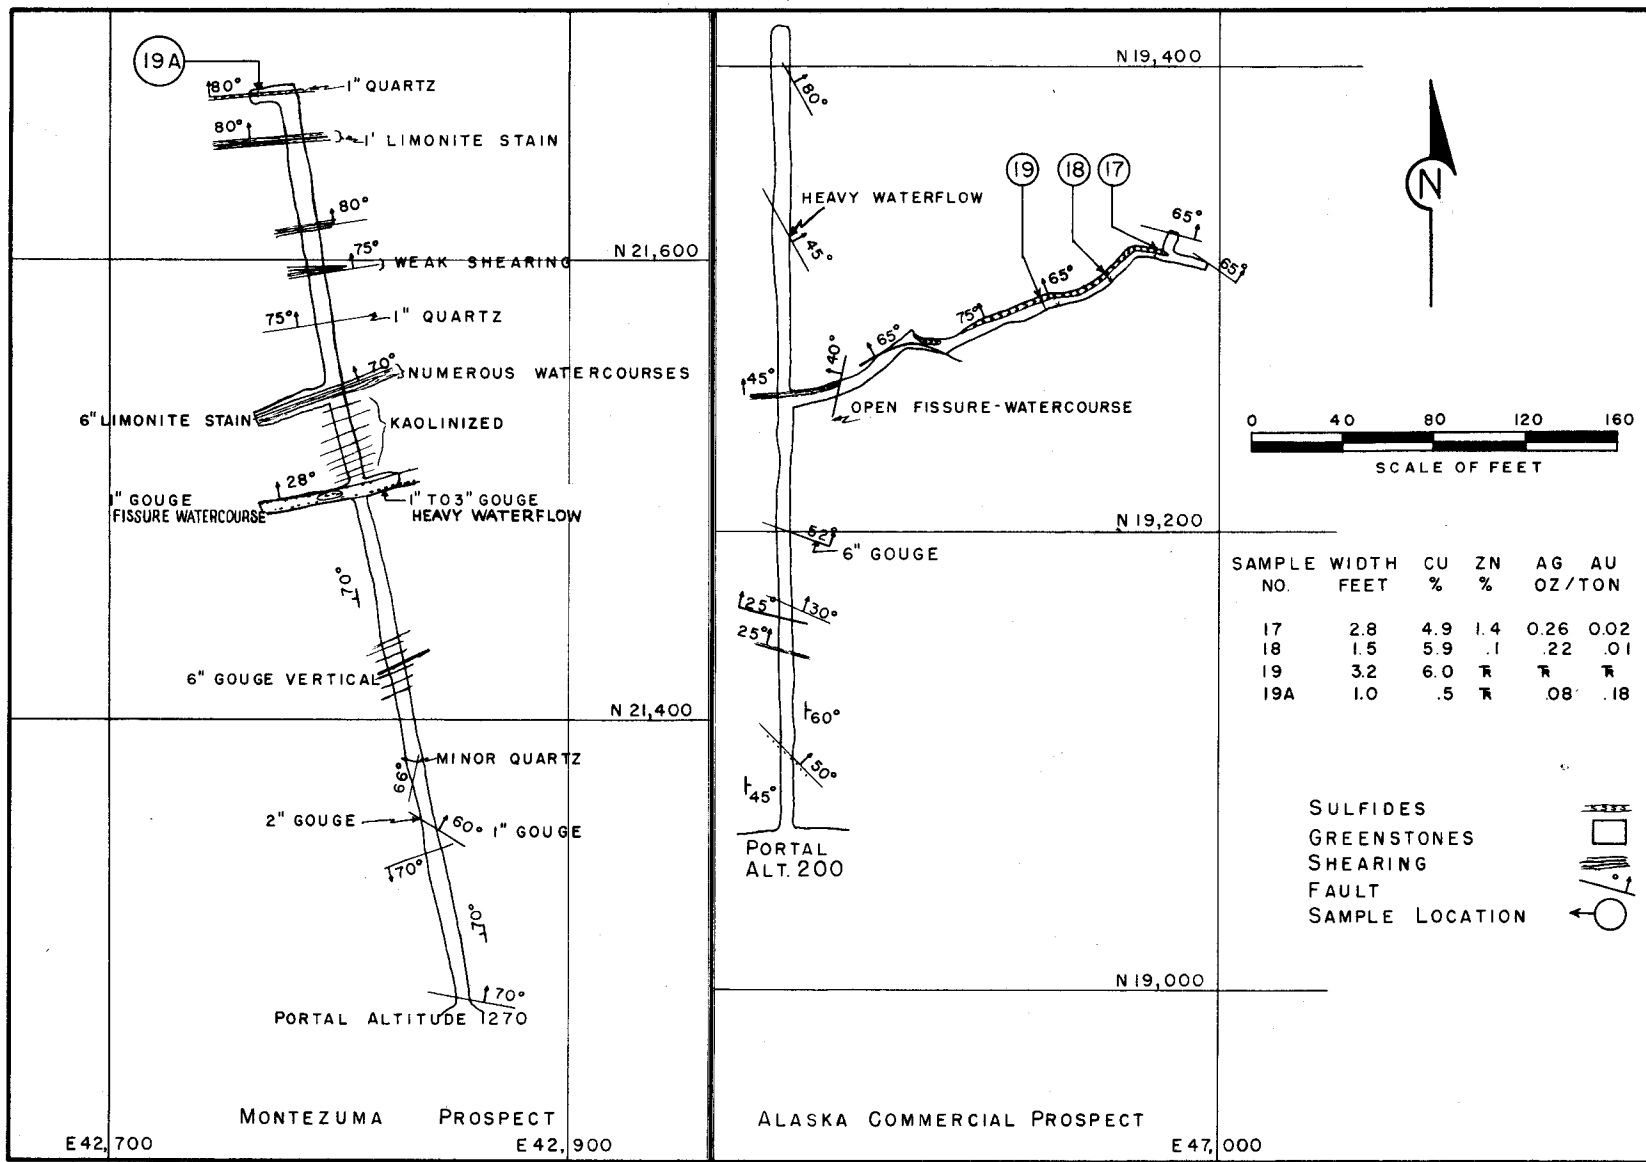 19A
80°
1" QUARTZ
80°
1' LIMONITE STAIN
80°
75°
WEAK SHEARING
N 21,600
75°
1" QUARTZ
70°
NUMEROUS WATERCOURSES
6" LIMONITE STAIN
KAOLINIZED
28°
1" GOUGE
FISSURE WATERCOURSE
1" TO 3" GOUGE
HEAVY WATERFLOW
70°
6" GOUGE VERTICAL
N 21,400
MINOR QUARTZ
66°
2" GOUGE
60°
1" GOUGE
70°
70°
70°
PORTAL ALTITUDE 1270
MONTEZUMA PROSPECT
E 42,700
E 42,900
N 19,400
80°
HEAVY WATERFLOW
45°
19
18
17
65°
65°
65°
75°
65°
40°
45°
OPEN FISSURE-WATERCOURSE
N 19,200
52°
6" GOUGE
25°
30°
25°
60°
50°
45°
PORTAL
ALT. 200
N 19,000
ALASKA COMMERCIAL PROSPECT
E 47,000
N
0 40 80 120 160
SCALE OF FEET
SAMPLE WIDTH CU ZN AG AU
NO. FEET % % OZ/TON
17 2.8 4.9 1.4 0.26 0.02
18 1.5 5.9 .1 .22 .01
19 3.2 6.0 TR TR TR
19A 1.0 .5 TR .08 .18
SULFIDES
GREENSTONES
SHEARING
FAULT
SAMPLE LOCATION